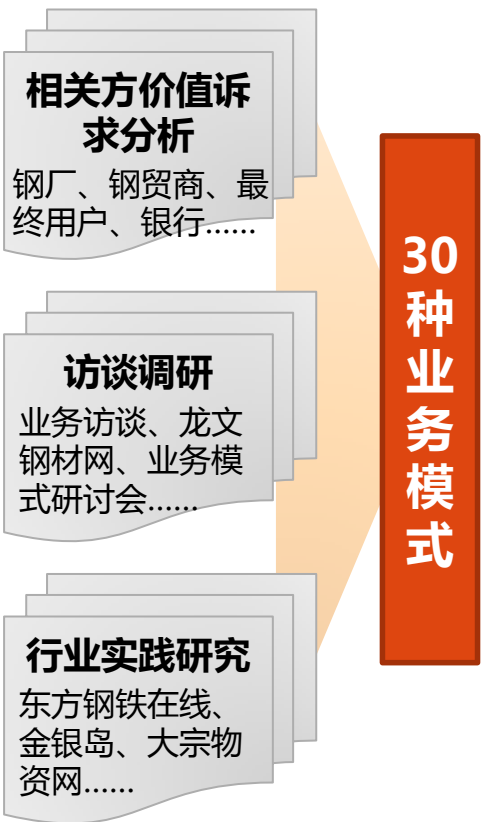 相关方价值诉
求分析
钢厂、钢贸商、最
终用户、银行……
访谈调研
业务访谈、龙文
钢材网、业务模
式研讨会……
行业实践研究
东方钢铁在线、
金银岛、大宗物
资网……
30
种
业
务
模
式